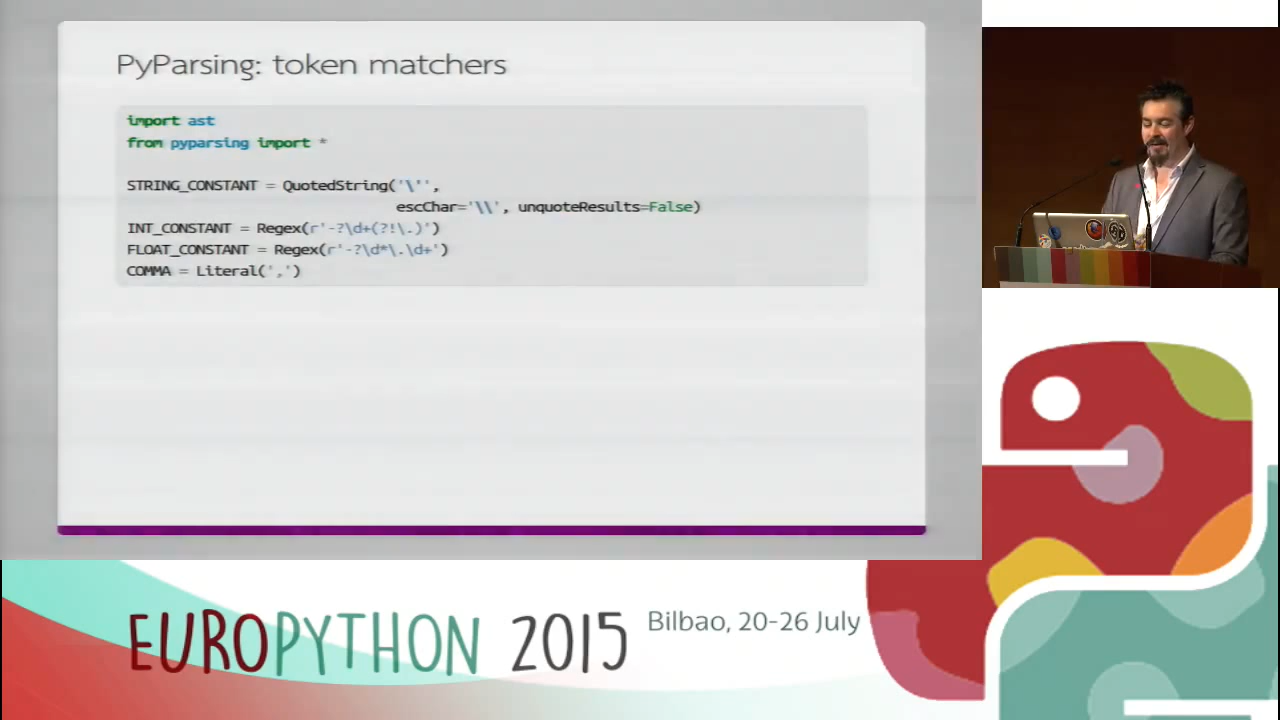 PyParsing: token matchers
import ast
from pyparsing import *
STRING_CONSTANT = QuotedString('\'',
escChar='\\', unquoteResults=False)
INT_CONSTANT = Regex(r'-?\d+(?!\.)')
FLOAT_CONSTANT = Regex(r'-?\d*\.\d+')
COMMA = Literal(',')
EUROPYTHON 2015
Bilbao, 20-26 July